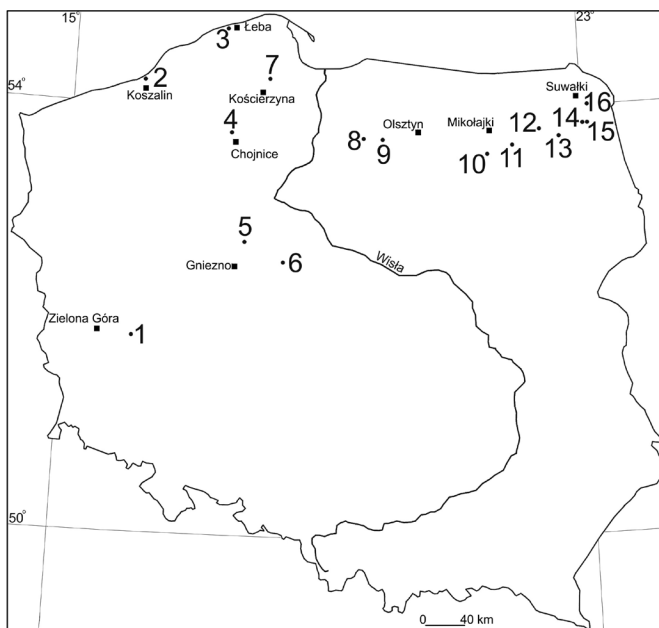 15°
23°
3
Łeba
54°
2
Koszalin
7
Kościerzyna
Suwałki
16
4
Chojnice
8
9
Olsztyn
Mikołajki
10
11
12
13
14
15
5
Gniezno
6
Wisła
Zielona Góra
1
50°
0 40 km